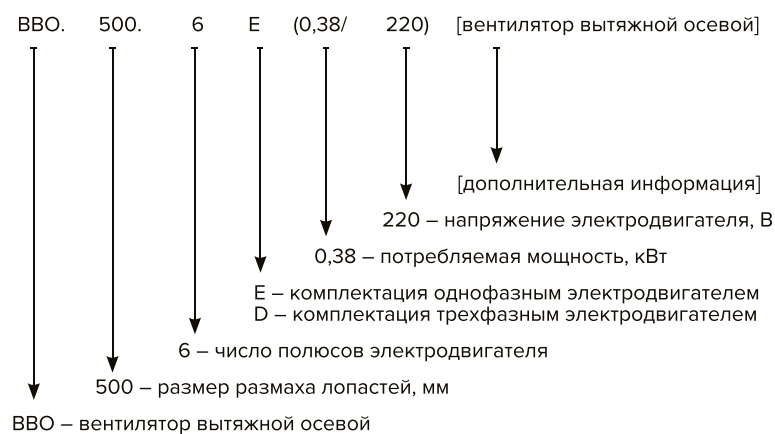 ВВО. 500. 6 E (0,38/ 220) [вентилятор вытяжной осевой]
[дополнительная информация]
220 – напряжение электродвигателя, В
0,38 – потребляемая мощность, кВт
E – комплектация однофазным электродвигателем
D – комплектация трехфазным электродвигателем
6 – число полюсов электродвигателя
500 – размер размаха лопастей, мм
ВВО – вентилятор вытяжной осевой